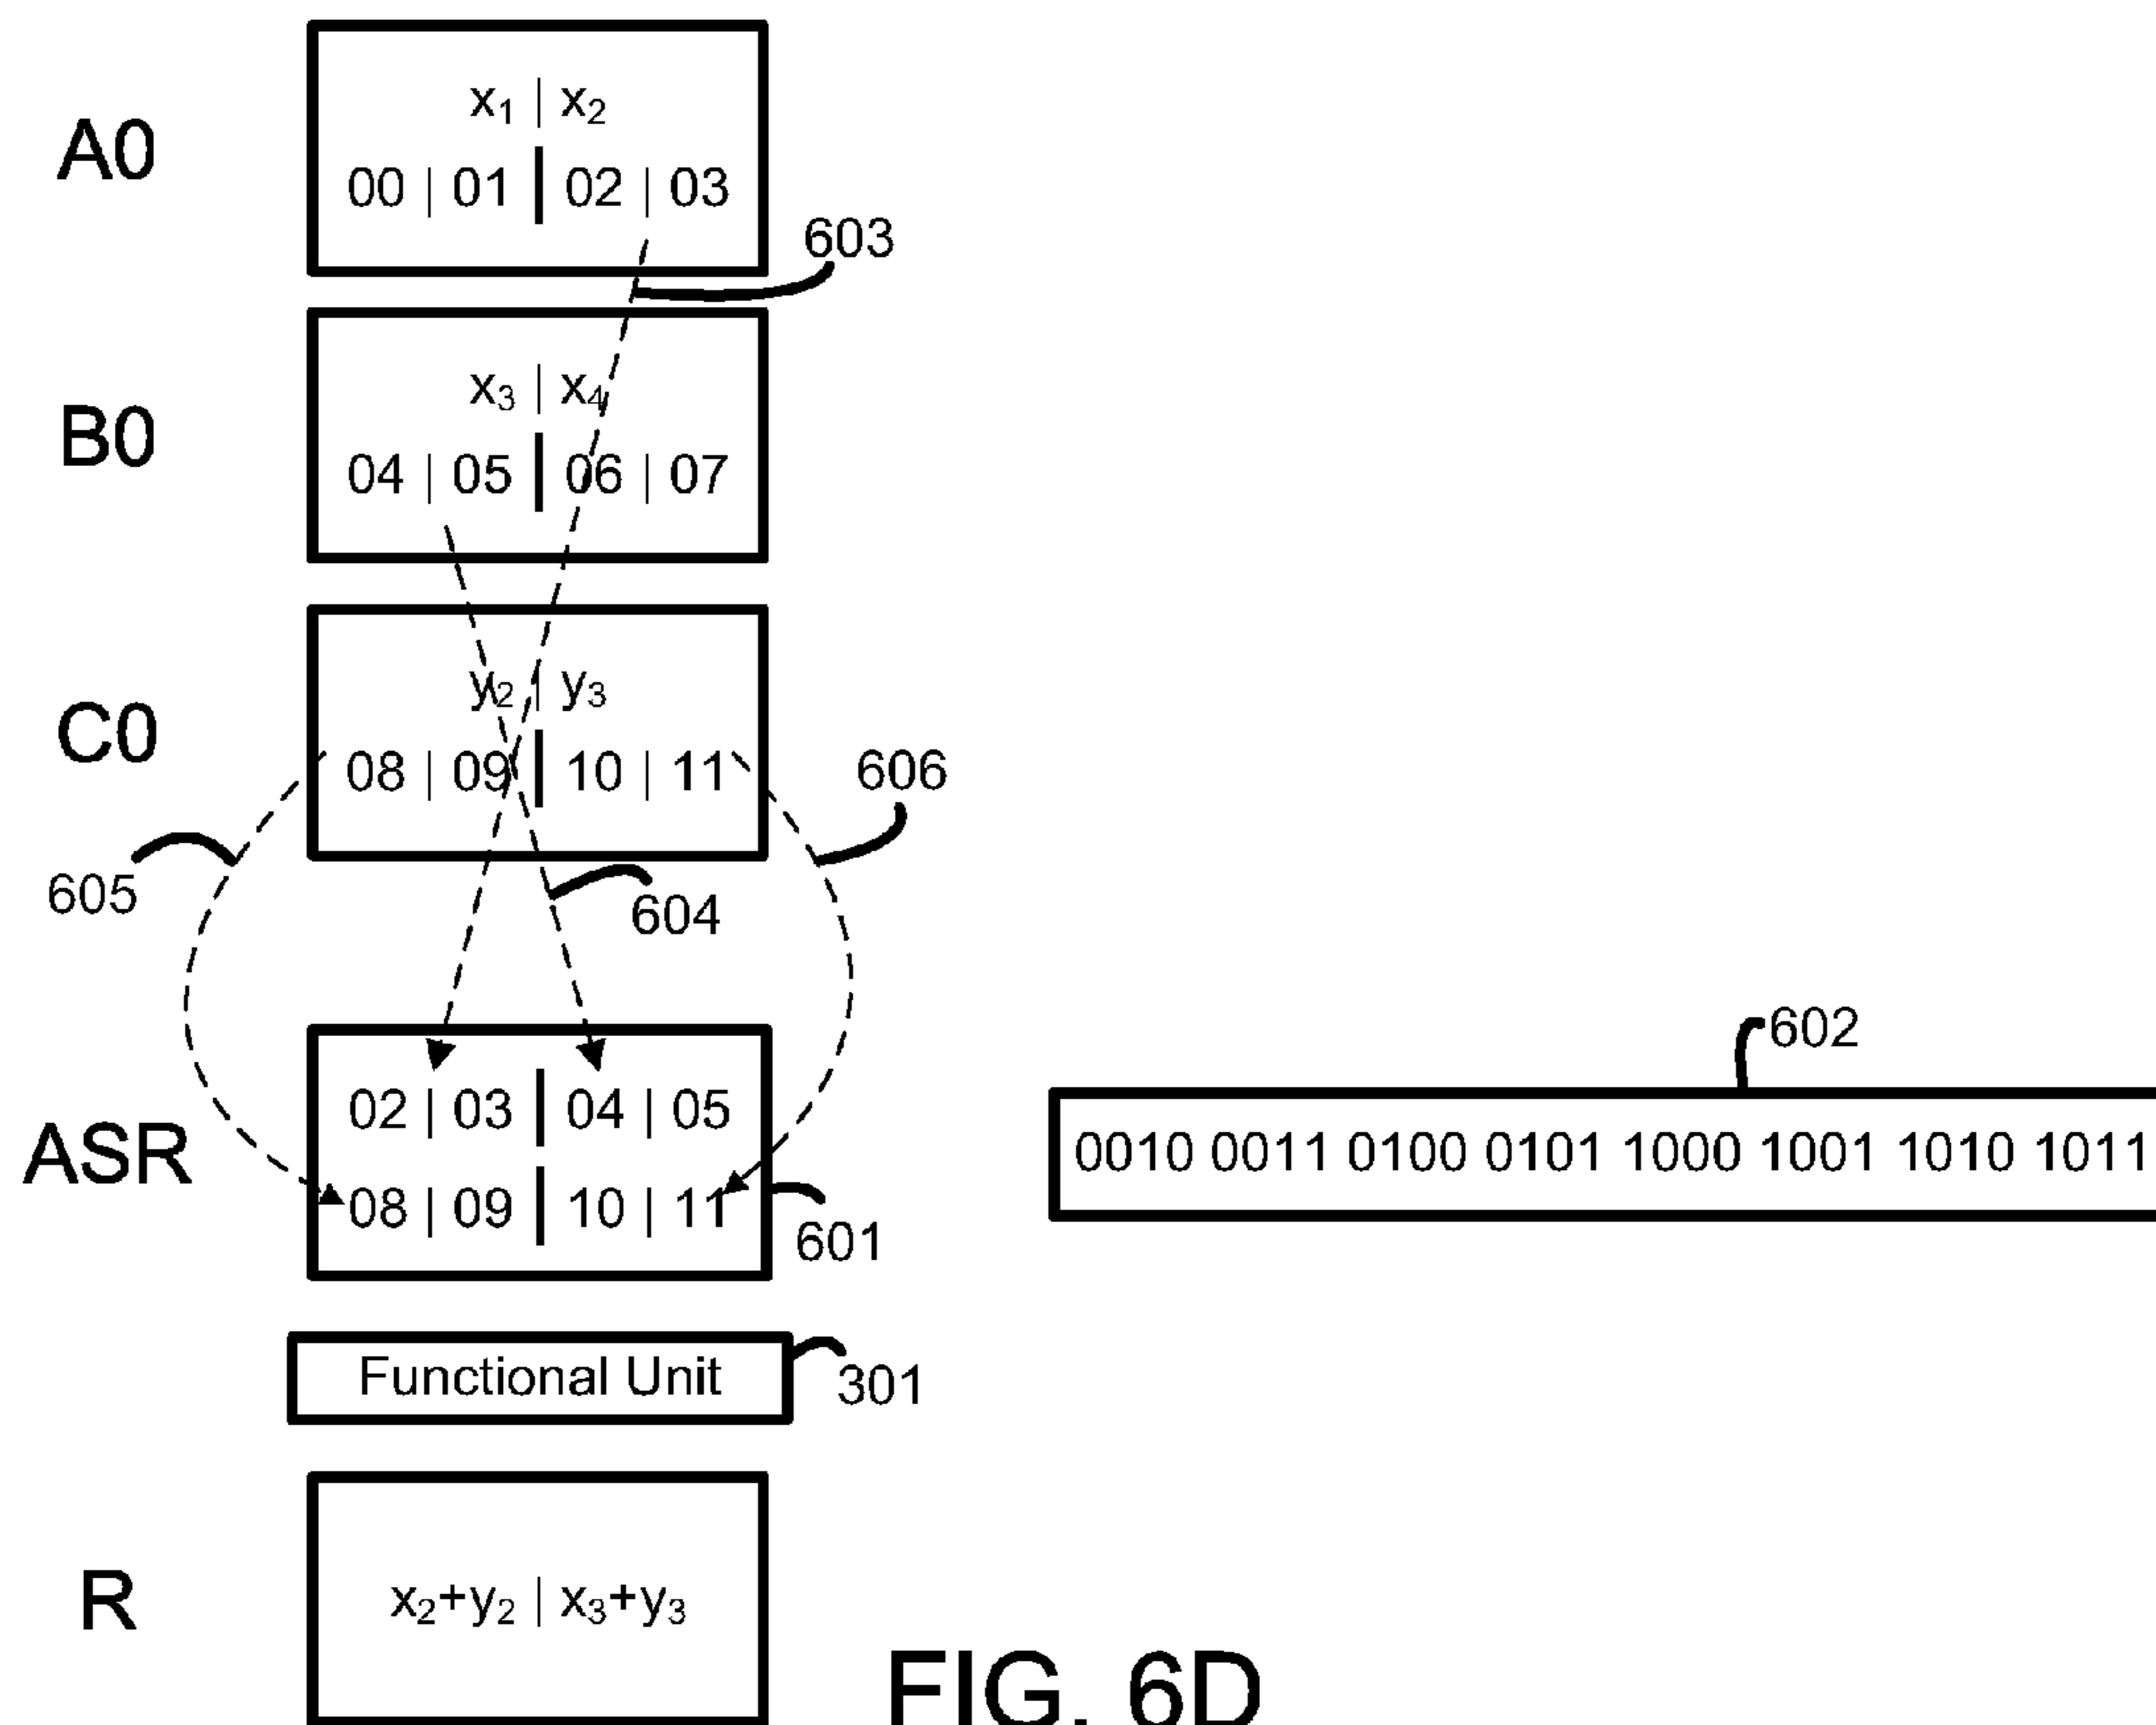 x₁ | x₂
A0
00 | 01 | 02 | 03
603
x₃ | x₄
B0
04 | 05 | 06 | 07
y₂ | y₃
C0
08 | 09 | 10 | 11
606
605
604
602
02 | 03 | 04 | 05
ASR
0010 0011 0100 0101 1000 1001 1010 1011
08 | 09 | 10 | 11
601
Functional Unit
301
R
x₂+y₂ | x₃+y₃
FIG. 6D